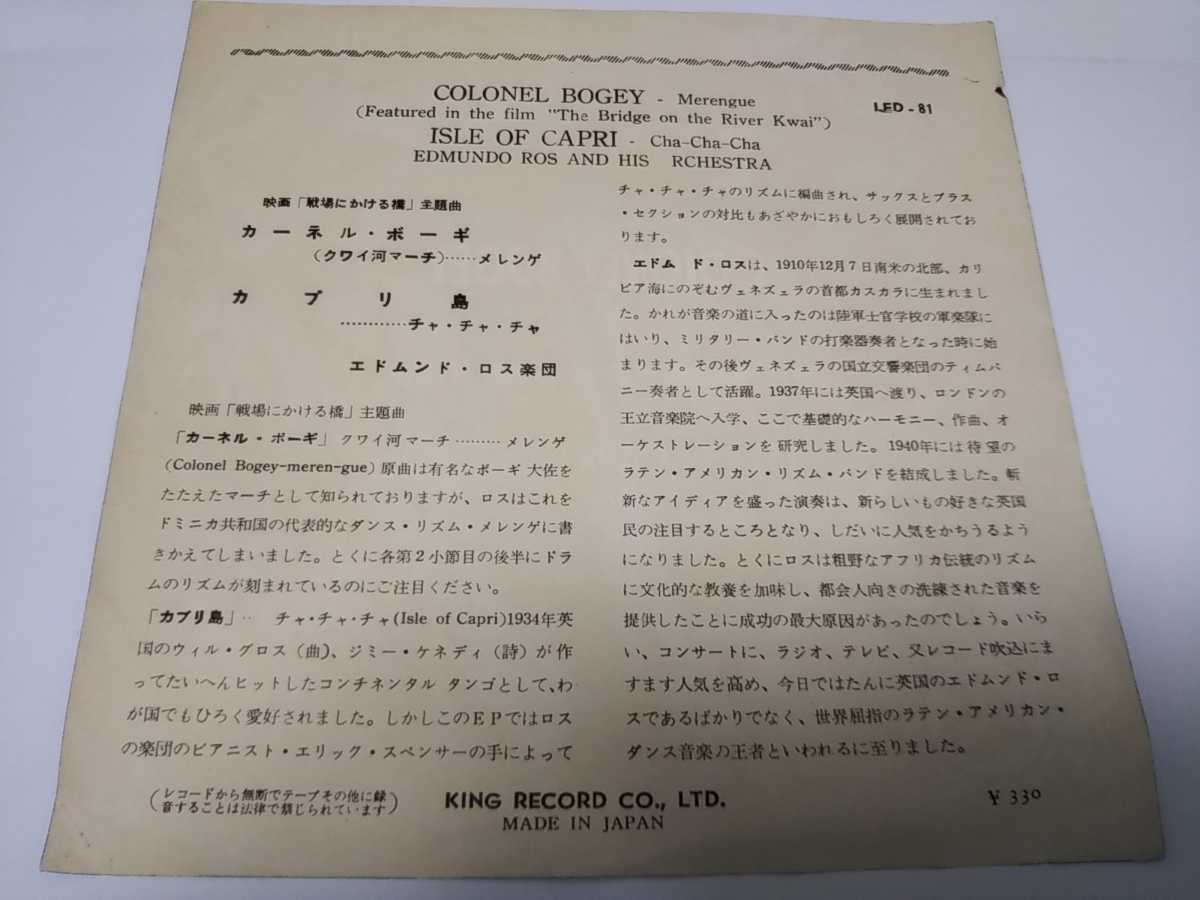 COLONEL BOGEY - Merengue
LED - 81
(Featured in the film "The Bridge on the River Kwai")
ISLE OF CAPRI - Cha-Cha-Cha
EDMUNDO ROS AND HIS RCHESTRA
映画「戦場にかける橋」主題曲
カーネル・ボーギ
(クワイ河マーチ)……メレンゲ
カプリ島
…………チャ・チャ・チャ
エドムンド・ロス楽団
映画「戦場にかける橋」主題曲
「カーネル・ボーギ」クワイ河マーチ………メレンゲ
(Colonel Bogey-meren-gue) 原曲は有名なボーギ大佐を
たたえたマーチとして知られておりますが、ロスはこれを
ドミニカ共和国の代表的なダンス・リズム・メレンゲに書
きかえてしまいました。とくに各第2小節目の後半にドラ
ムのリズムが刻まれているのにご注目ください。
「カプリ島」‥ チャ・チャ・チャ(Isle of Capri)1934年英
国のウィル・グロス(曲)、ジミー・ケネディ(詩)が作
ってたいへんヒットしたコンチネンタル タンゴとして、わ
が国でもひろく愛好されました。しかしこのEPではロス
の楽団のピアニスト・エリック・スペンサーの手によって
チャ・チャ・チャのリズムに編曲され、サックスとブラス
・セクションの対比もあざやかにおもしろく展開されてお
ります。
エドム ド・ロスは、1910年12月7日南米の北部、カリ
ビア海にのぞむヴェネズェラの首都カスカラに生まれまし
た。かれが音楽の道に入ったのは陸軍士官学校の軍楽隊に
はいり、ミリタリー・バンドの打楽器奏者となった時に始
まります。その後ヴェネズェラの国立交響楽団のティムパ
ニー奏者として活躍。1937年には英国へ渡り、ロンドンの
王立音楽院へ入学、ここで基礎的なハーモニー、作曲、オ
ーケストレーションを研究しました。1940年には待望の
ラテン・アメリカン・リズム・バンドを結成しました。斬
新なアイディアを盛った演奏は、新らしいもの好きな英国
民の注目するところとなり、しだいに人気をかちうるよう
になりました。とくにロスは粗野なアフリカ伝統のリズム
に文化的な教養を加味し、都会人向きの洗練された音楽を
提供したことに成功の最大原因があったのでしょう。いら
い、コンサートに、ラジオ、テレビ、又レコード吹込にま
すます人気を高め、今日ではたんに英国のエドムンド・ロ
スであるばかりでなく、世界屈指のラテン・アメリカン・
ダンス音楽の王者といわれるに至りました。
(レコードから無断でテープその他に録
音することは法律で禁じられています)
KING RECORD CO., LTD.
MADE IN JAPAN
¥ 330